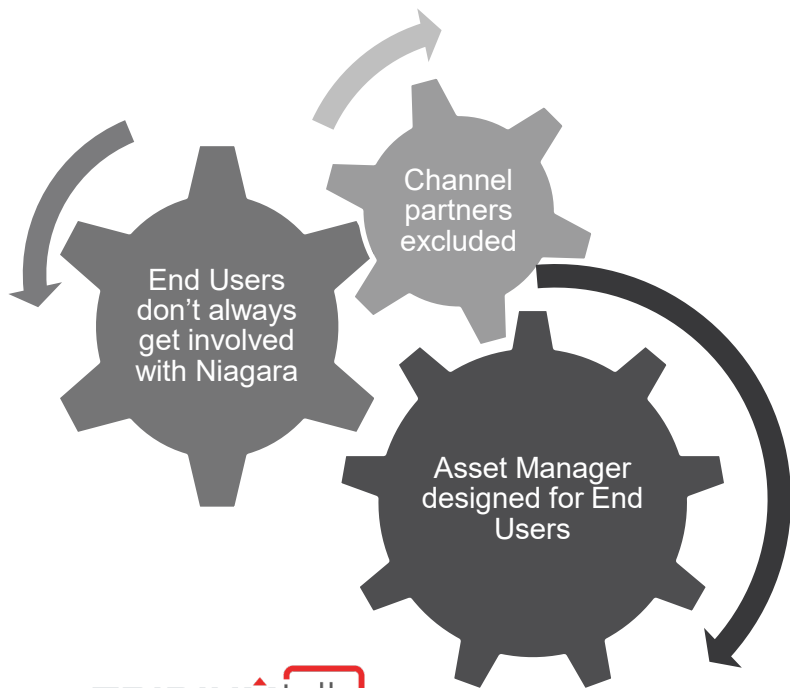 Channel
partners
excluded
End Users
don’t always
get involved
with Niagara
Asset Manager
designed for End
Users